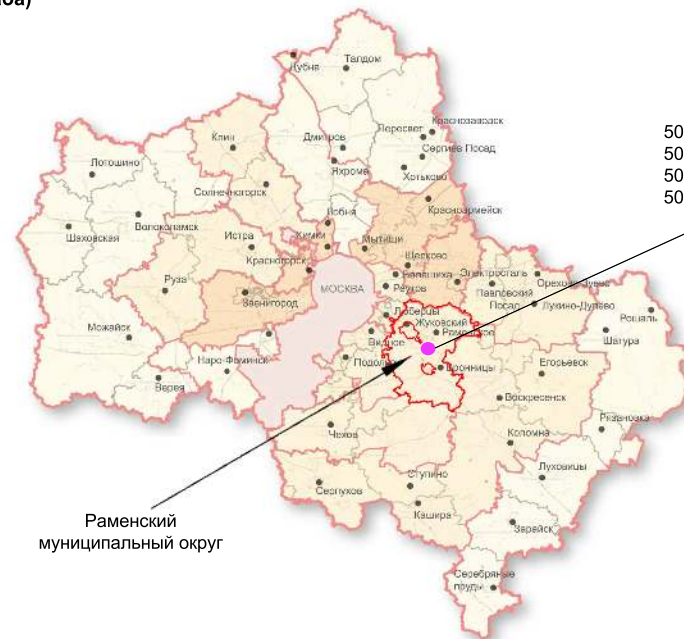 50
50
50
50
Дубна
Талдом
Клин
Дмитров
Пересвет
Краснозаводск
Сергиев Посад
Лотошино
Яхрома
Хотьково
Солнечногорск
Лобня
Красноармейск
Шаховская
Волоколамск
Истра
Химки
Мытищи
Красногорск
Щелково
Балашиха
Электросталь
Орехово-Зуево
Руза
Звенигород
МОСКВА
Реутов
Павловский
Посад
Ликино-Дулево
Люберцы
Жуковский
Раменское
Рошаль
Можайск
Видное
Шатура
Наро-Фоминск
Подольск
Бронницы
Егорьевск
Верея
Воскресенск
Рязановка
Чехов
Коломна
Ступино
Луховицы
Серпухов
Кашира
Зарайск
Раменский
муниципальный округ
Серебряные
пруды